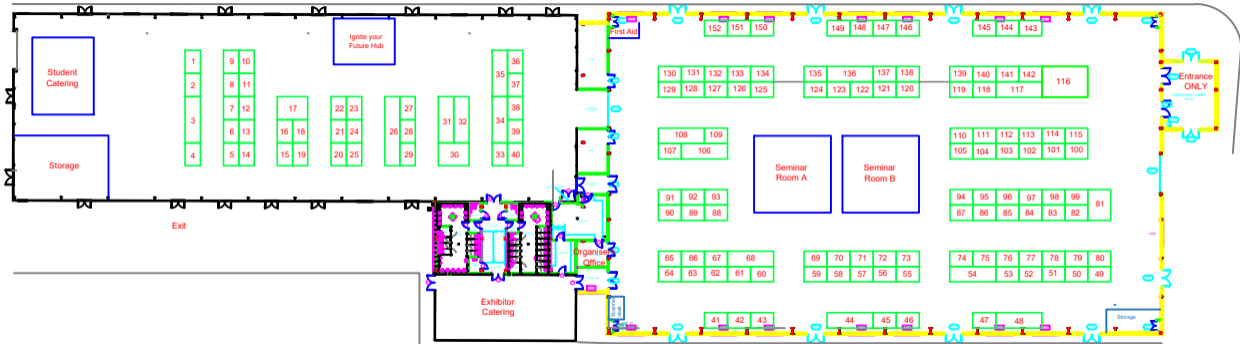 Ignite your
Future Hub
Student
Catering
Storage
Exit
1
2
3
4
9 10
8 11
7 12
6 13
5 14
17
16 18
15 19
22 23
21 24
20 25
27
26 28
29
31 32
30
36
35 37
38
34 39
33 40
Exhibitor
Catering
Organiser
Office
First Aid
152 151 150
149 148 147 146
145 144 143
130 131 132 133 134
129 128 127 126 125
135 136 137 138
124 123 122 121 120
139 140 141 142 116
119 118 117
Entrance
ONLY
108 109
107 106
Seminar
Room A
Seminar
Room B
110 111 112 113 114 115
105 104 103 102 101 100
91 92 93
90 89 88
94 95 96 97 98 99 81
87 86 85 84 83 82
65 66 67 68
64 63 62 61 60
69 70 71 72 73
59 58 57 56 55
74 75 76 77 78 79 80
54 53 52 51 50 49
41 42 43
44 45 46
47 48
Storage